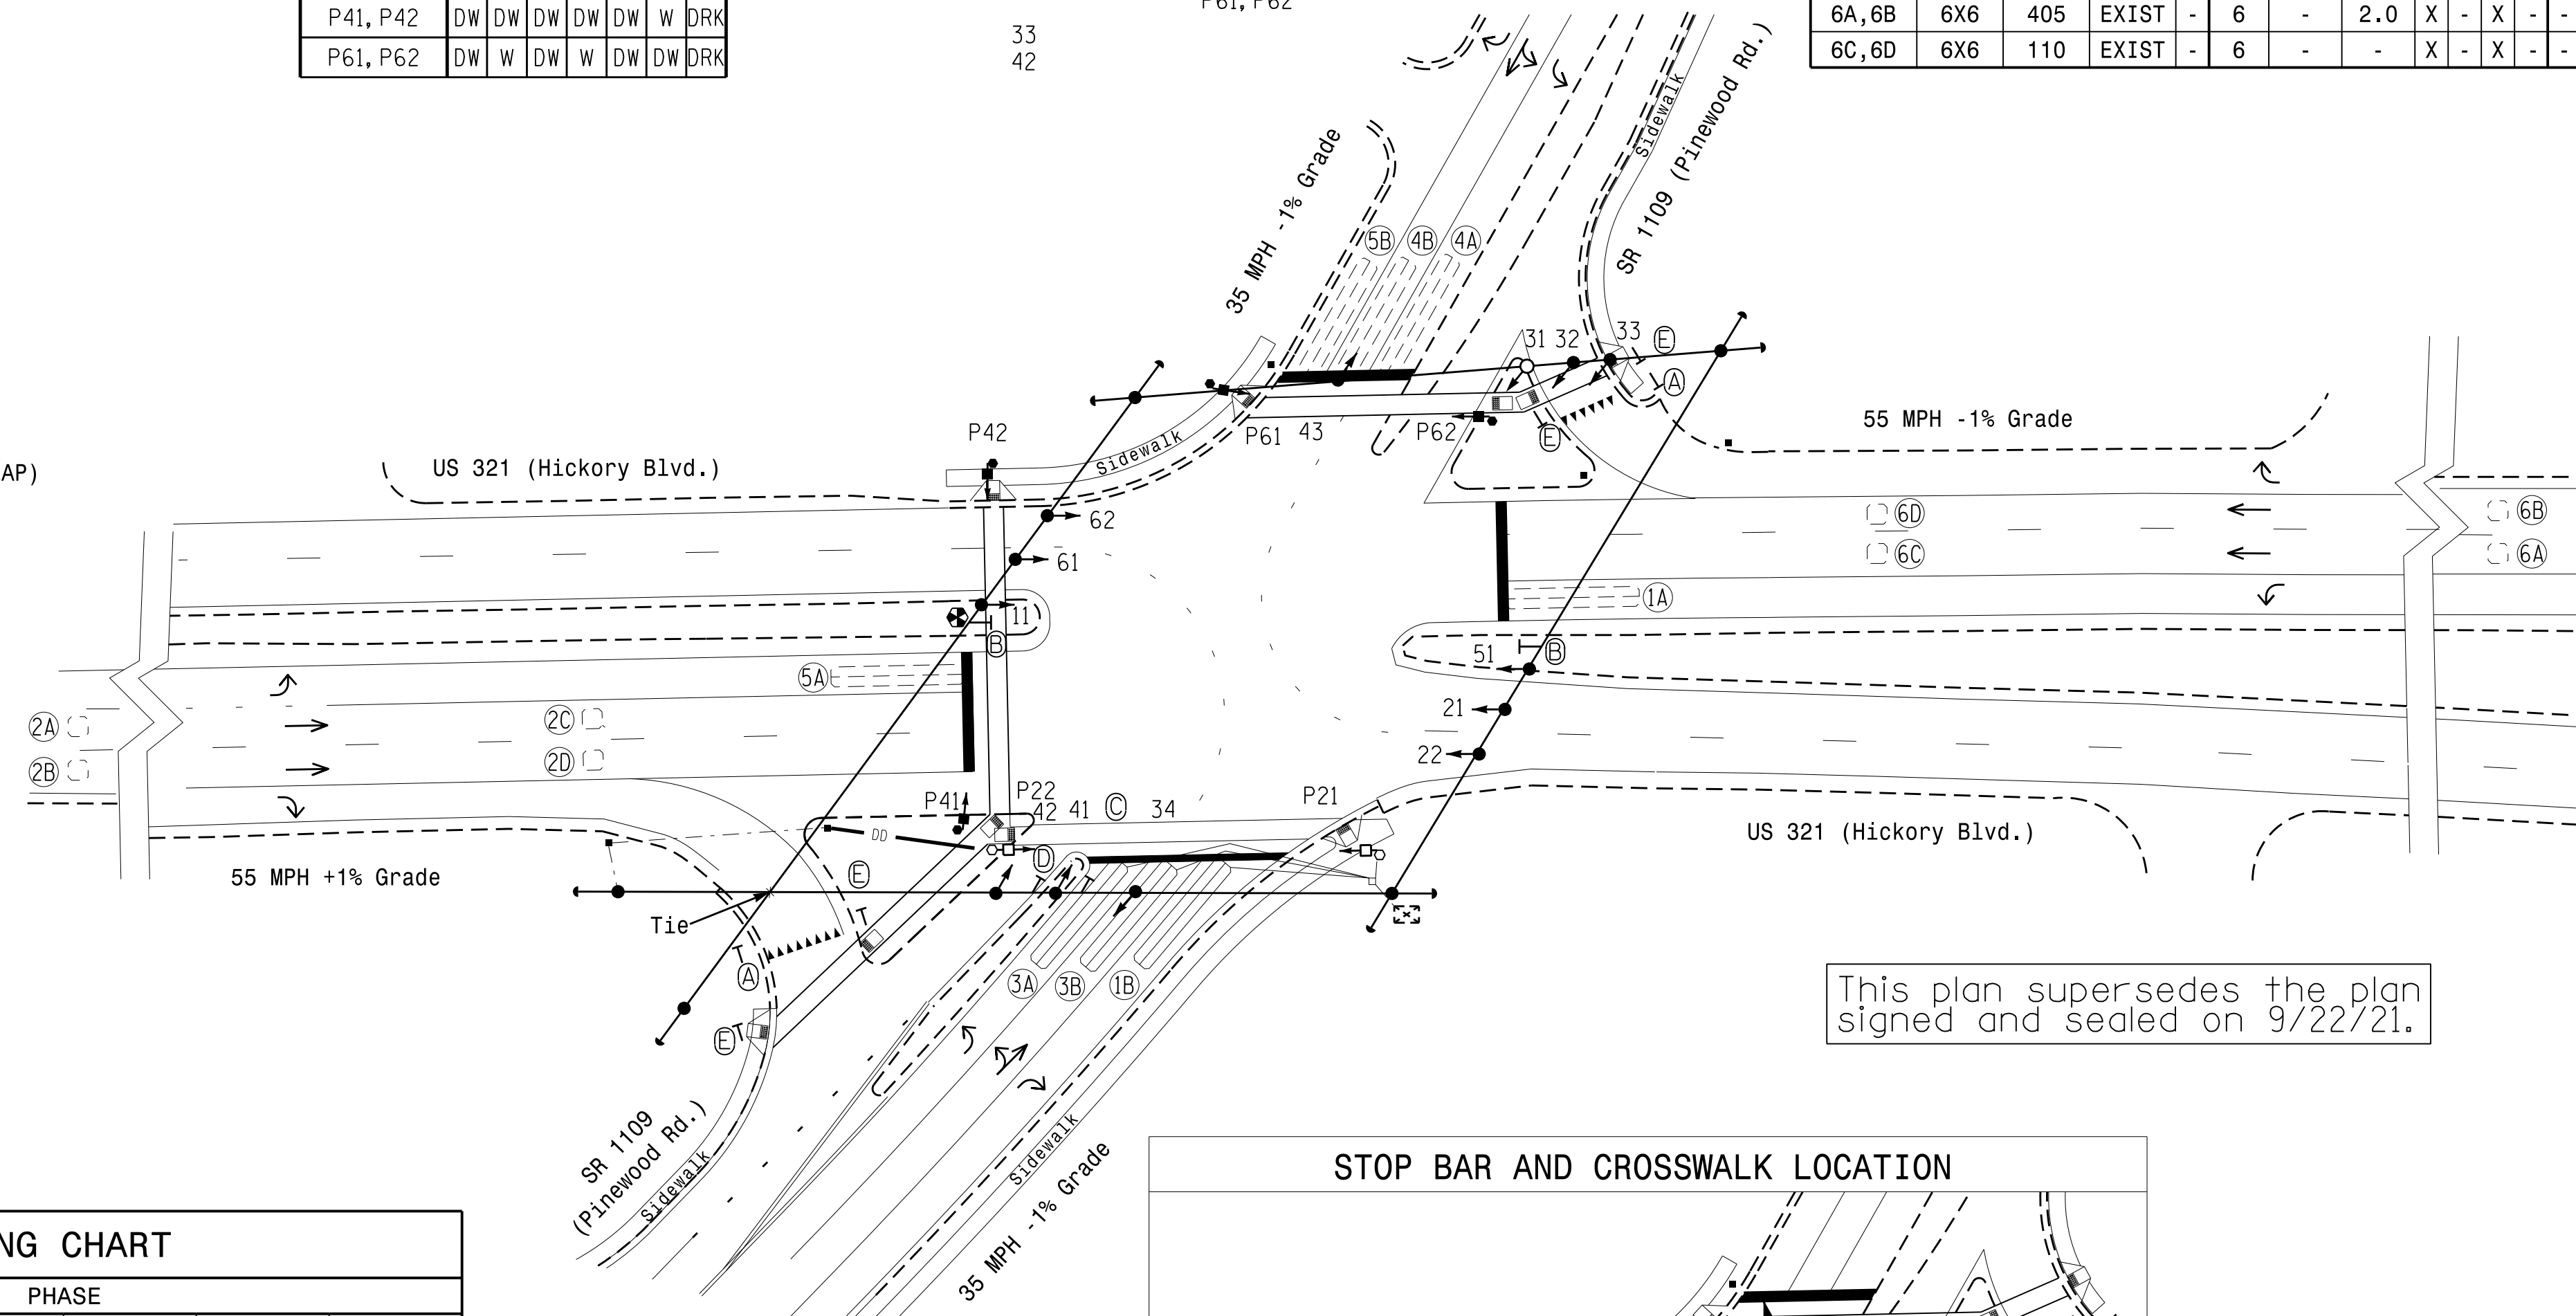 P61, P62
P41, P42 DW DW DW DW DW W DRK
P61, P62 DW W DW W DW DW DRK
33
42
6A,6B 6X6 405 EXIST - 6 - 2.0 X - X -
6C,6D 6X6 110 EXIST - 6 - - X - X -
Sidewalk
SR 1109 (Pinewood Rd.)
35 MPH -1% Grade
5B 4B 4A
31 32 33 E
A
P61 43 P62 E
55 MPH -1% Grade
P42
Sidewalk
AP)
US 321 (Hickory Blvd.)
62
61
11
B
6D
6C
6B
6A
1A
51 B
5A
2A
2B
2C
2D
21
22
P41 P22
42 41 C 34
P21
DD
D
E
US 321 (Hickory Blvd.)
55 MPH +1% Grade
Tie
A
E
3A 3B 1B
This plan supersedes the plan
signed and sealed on 9/22/21.
SR 1109
(Pinewood Rd.)
Sidewalk
Sidewalk
35 MPH -1% Grade
STOP BAR AND CROSSWALK LOCATION
NG CHART
PHASE